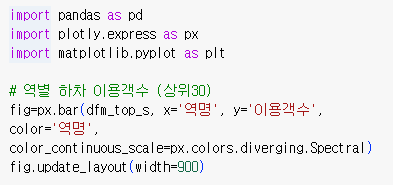 import pandas as pd
import plotly.express as px
import matplotlib.pyplot as plt
# 역별 하차 이용객수 (상위30)
fig=px.bar(dfm_top_s, x='역명', y='이용객수',
color='역명',
color_continuous_scale=px.colors.diverging.Spectral)
fig.update_layout(width=900)